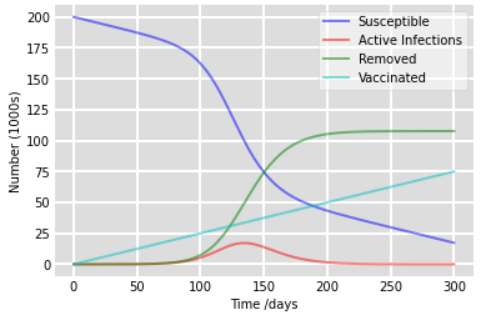 Susceptible
Active Infections
Removed
Vaccinated
Number (1000s)
200
175
150
125
100
75
50
25
0
0 50 100 150 200 250 300
Time /days